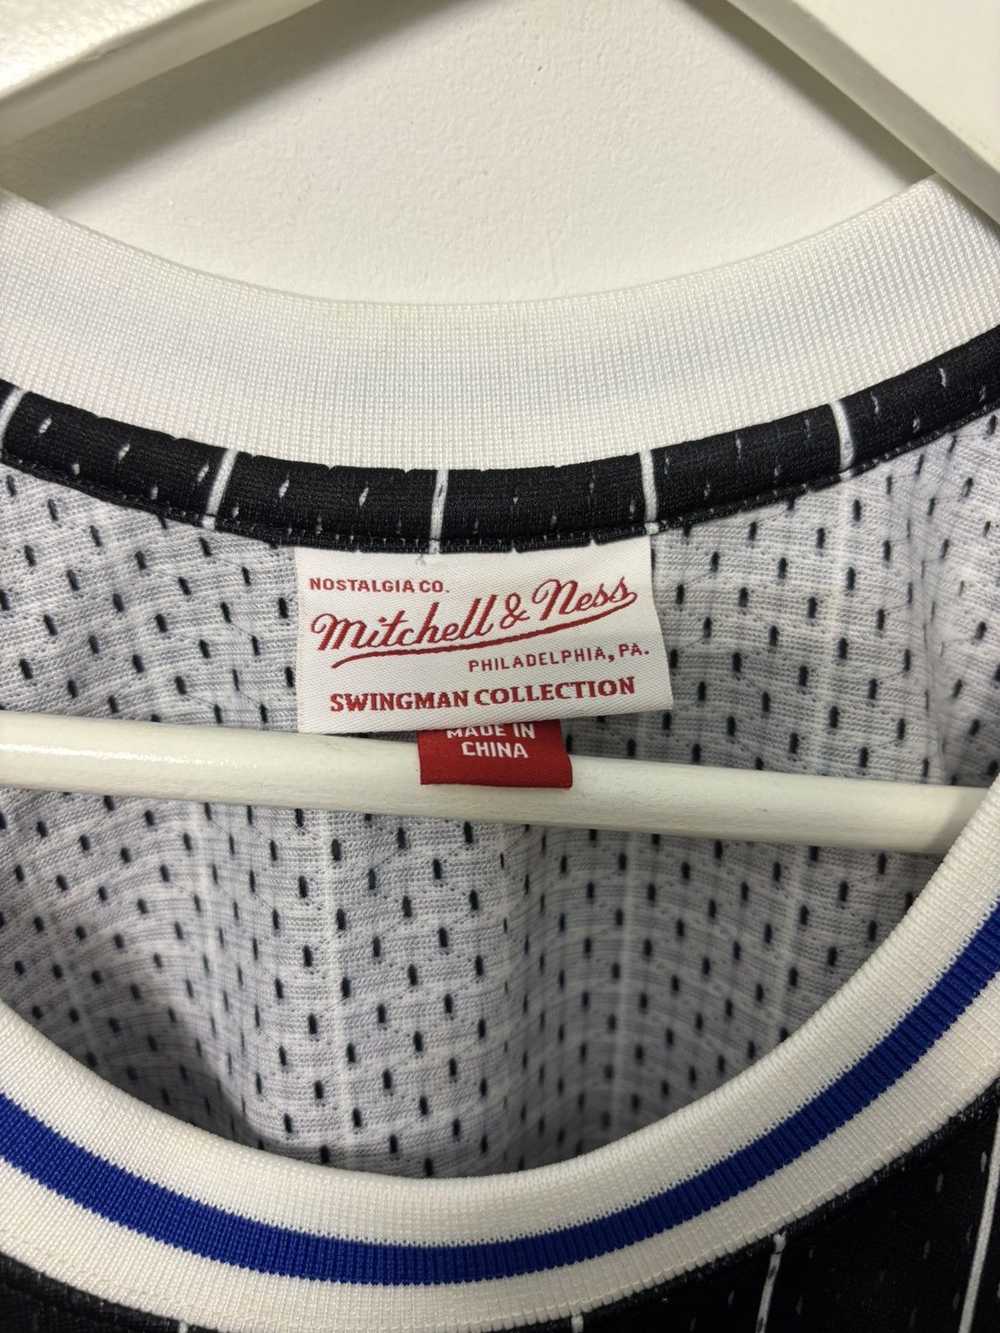 NOSTALGIA CO.
Mitchell & Ness
PHILADELPHIA, PA.
SWINGMAN COLLECTION
MADE IN
CHINA